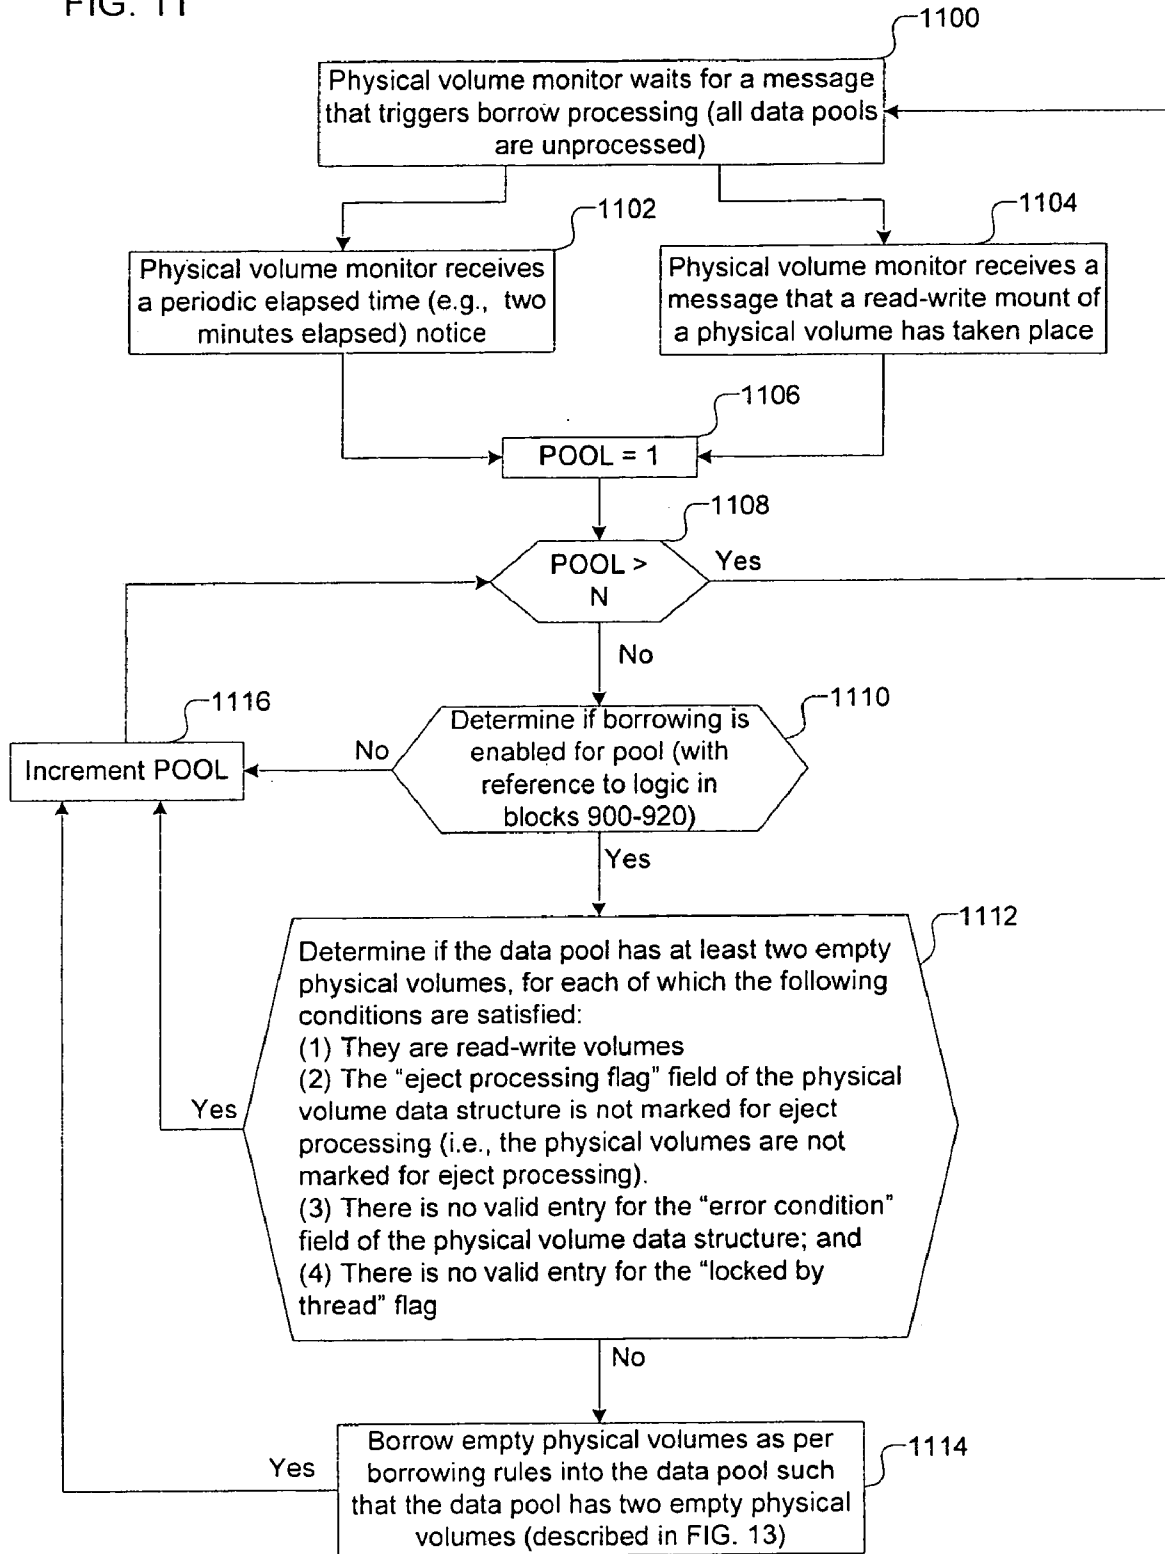 FIG. 11
1100
Physical volume monitor waits for a message
that triggers borrow processing (all data pools
are unprocessed)
1102
1104
Physical volume monitor receives
a periodic elapsed time (e.g., two
minutes elapsed) notice
Physical volume monitor receives a
message that a read-write mount of
a physical volume has taken place
1106
POOL = 1
1108
POOL >
N
Yes
No
1116
Increment POOL
No
1110
Determine if borrowing is
enabled for pool (with
reference to logic in
blocks 900-920)
Yes
1112
Determine if the data pool has at least two empty
physical volumes, for each of which the following
conditions are satisfied:
(1) They are read-write volumes
(2) The “eject processing flag” field of the physical
volume data structure is not marked for eject
processing (i.e., the physical volumes are not
marked for eject processing).
(3) There is no valid entry for the “error condition”
field of the physical volume data structure; and
(4) There is no valid entry for the “locked by
thread” flag
Yes
No
1114
Borrow empty physical volumes as per
borrowing rules into the data pool such
that the data pool has two empty physical
volumes (described in FIG. 13)
Yes